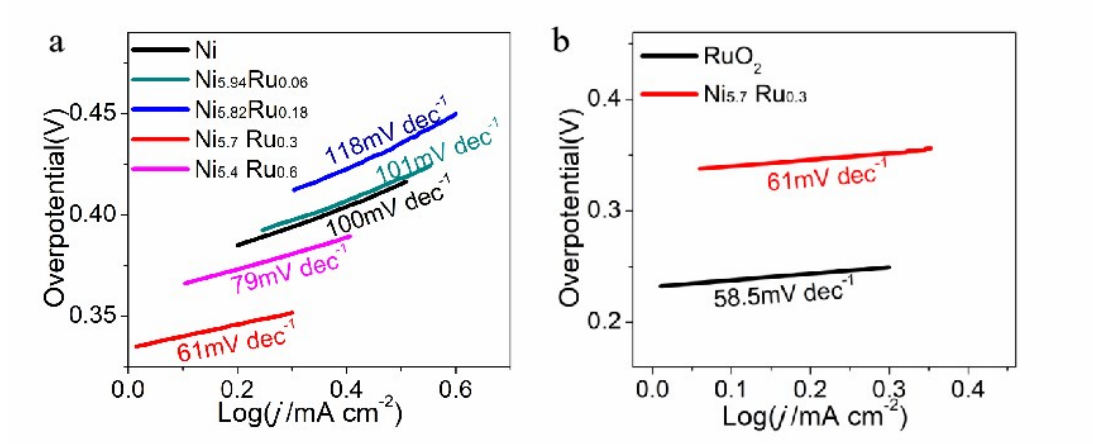 a
Ni
Ni5.94Ru0.06
Ni5.82Ru0.18
Ni5.7 Ru0.3
Ni5.4 Ru0.6
118mV dec⁻¹
101mV dec⁻¹
100mV dec⁻¹
79mV dec⁻¹
61mV dec⁻¹
Overpotential(V)
0.45
0.40
0.35
0.0 0.2 0.4 0.6
Log(j/mA cm⁻²)
b
RuO₂
Ni5.7 Ru0.3
61mV dec⁻¹
58.5mV dec⁻¹
Overpotential(V)
0.4
0.3
0.2
0.0 0.1 0.2 0.3 0.4
Log(j/mA cm⁻²)